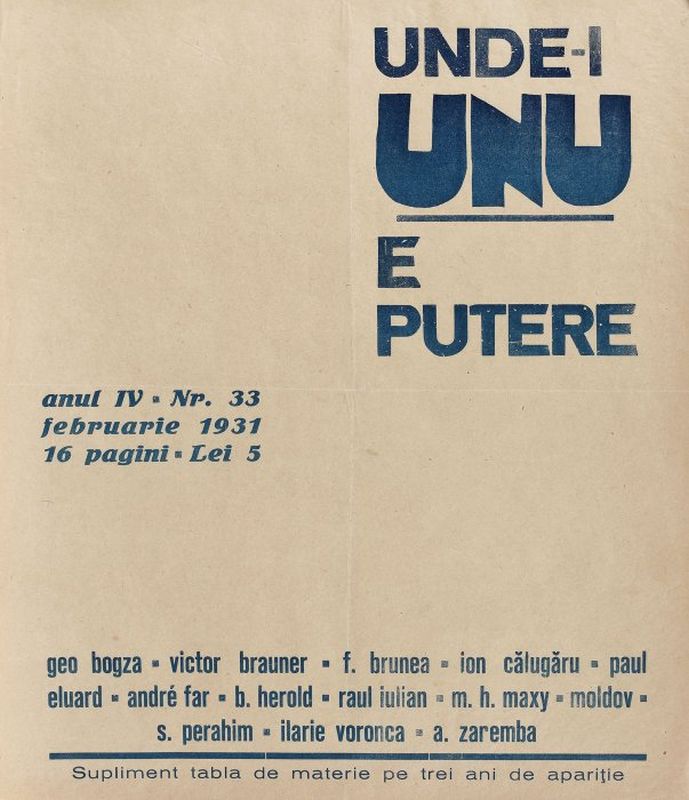 UNDE-I
UNU
E
PUTERE
anul IV ▪ Nr. 33
februarie 1931
16 pagini ▪ Lei 5
geo bogza ▪ victor brauner ▪ f. brunea ▪ ion călugăru ▪ paul
eluard ▪ andré far ▪ b. herold ▪ raul iulian ▪ m. h. maxy ▪ moldov ▪
s. perahim ▪ ilarie voronca ▪ a. zaremba
Supliment tabla de materie pe trei ani de apariţie